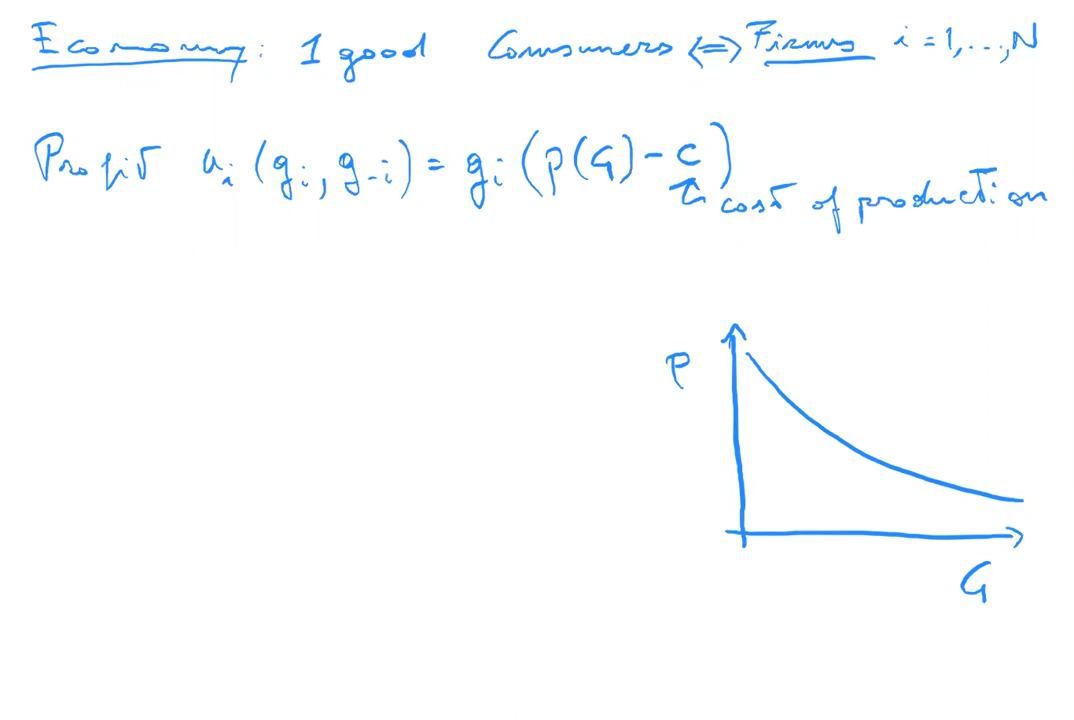 Economy: 1 good Consumers <=> Firms i = 1, ..., N
Profit u_i (g_i, g_-i) = g_i (p(G) - c)
cost of production
P
G